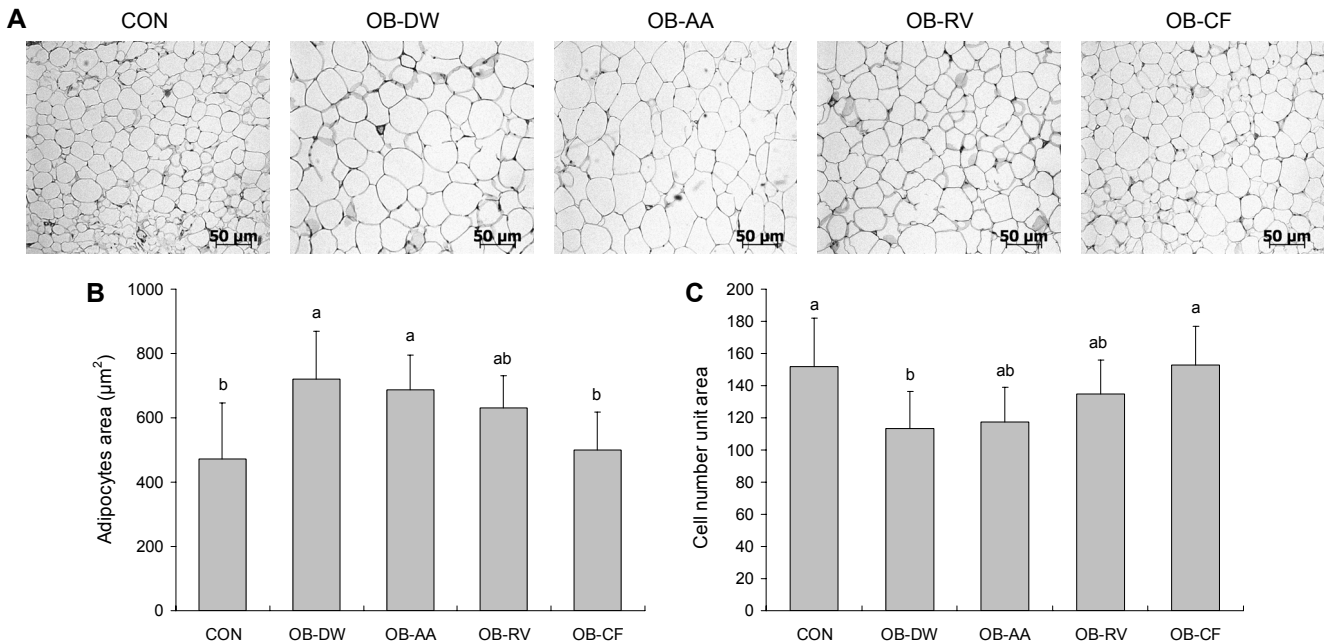 A
CON OB-DW OB-AA OB-RV OB-CF
50 µm 50 µm 50 µm 50 µm 50 µm
B
Adipocytes area (µm²)
1000
800
600
400
200
0
b a a ab b
CON OB-DW OB-AA OB-RV OB-CF
C
Cell number unit area
200
180
160
140
120
100
80
60
40
20
0
a b ab ab a
CON OB-DW OB-AA OB-RV OB-CF